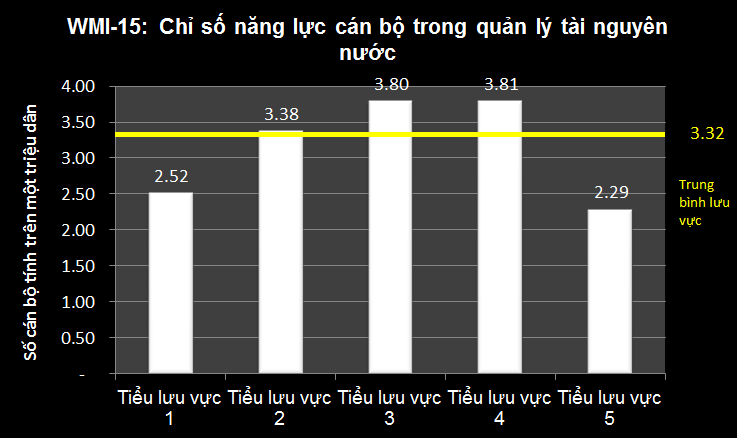 WMI-15: Chỉ số năng lực cán bộ trong quản lý tài nguyên
nước
Số cán bộ tính trên một triệu dân
4.00
3.50
3.00
2.50
2.00
1.50
1.00
0.50
-
2.52
3.38
3.80
3.81
2.29
3.32
Trung
bình lưu
vực
Tiểu lưu vực
1
Tiểu lưu vực
2
Tiểu lưu vực
3
Tiểu lưu vực
4
Tiểu lưu vực
5